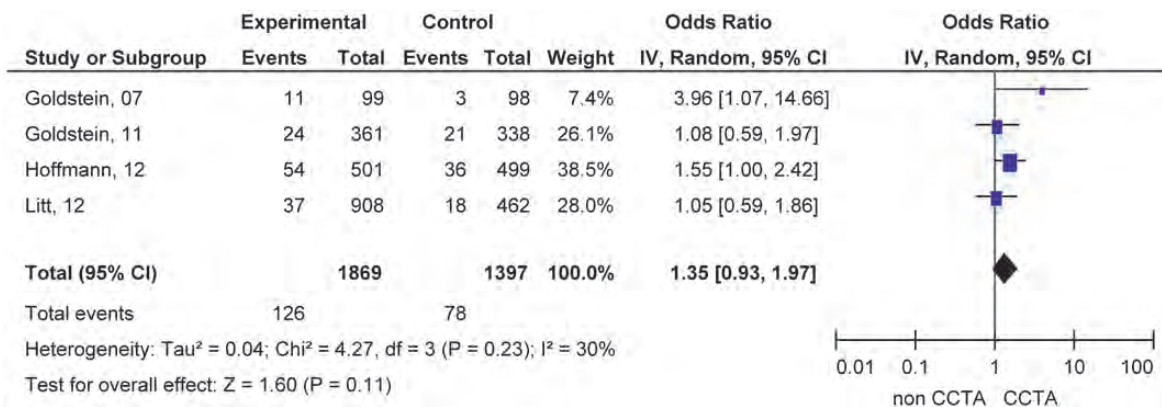 Experimental Control Odds Ratio Odds Ratio
Study or Subgroup Events Total Events Total Weight IV, Random, 95% CI IV, Random, 95% CI
Goldstein, 07 11 99 3 98 7.4% 3.96 [1.07, 14.66]
Goldstein, 11 24 361 21 338 26.1% 1.08 [0.59, 1.97]
Hoffmann, 12 54 501 36 499 38.5% 1.55 [1.00, 2.42]
Litt, 12 37 908 18 462 28.0% 1.05 [0.59, 1.86]
Total (95% CI) 1869 1397 100.0% 1.35 [0.93, 1.97]
Total events 126 78
Heterogeneity: Tau² = 0.04; Chi² = 4.27, df = 3 (P = 0.23); I² = 30%
Test for overall effect: Z = 1.60 (P = 0.11)
0.01 0.1 1 10 100
non CCTA CCTA